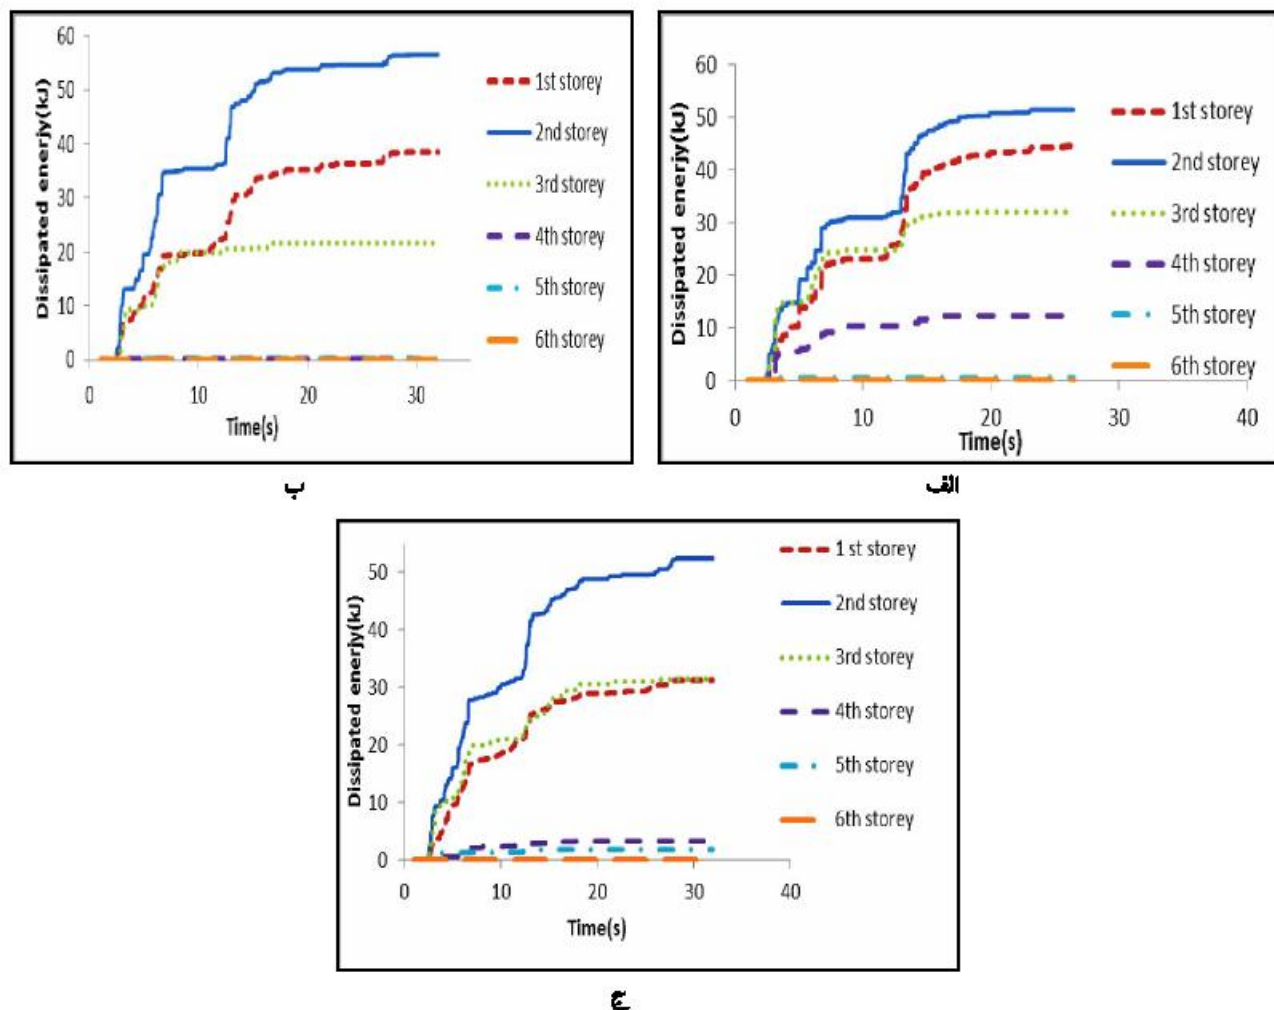 60
50
40
30
20
10
0
Dissipated enerjy(kJ)
0 10 20 30
Time(s)
1st storey
2nd storey
3rd storey
4th storey
5th storey
6th storey
ب
60
50
40
30
20
10
0
Dissipated enerjy(kJ)
0 10 20 30 40
Time(s)
1st storey
2nd storey
3rd storey
4th storey
5th storey
6th storey
الف
50
40
30
20
10
0
Dissipated enerjy(kJ)
0 10 20 30 40
Time(s)
1 st storey
2nd storey
3rd storey
4th storey
5th storey
6th storey
ج